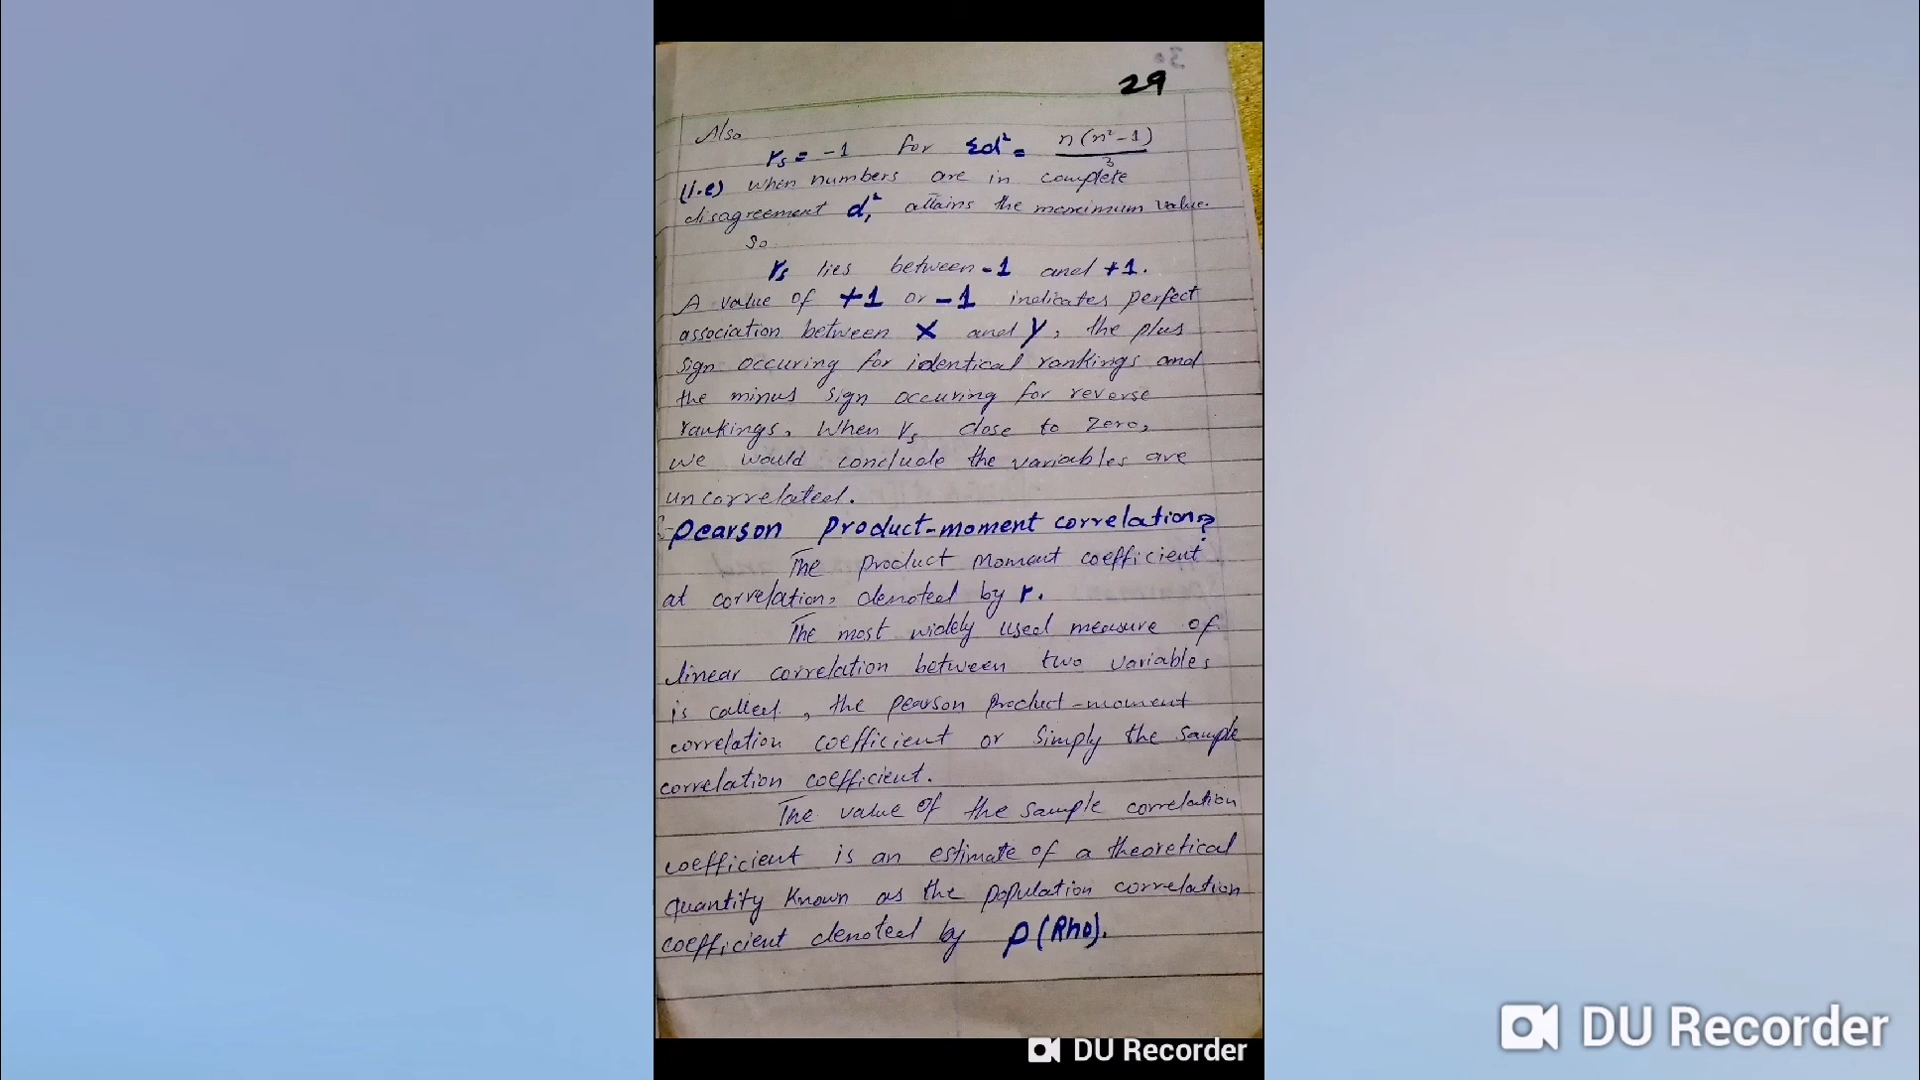 29
Also
rs = -1 for Σd² = n(n²-1)/3
(i.e) when numbers are in complete
disagreement di² attains the maximum value.
So
rs lies between -1 and +1.
A value of +1 or -1 indicates perfect
association between X and Y, the plus
sign occuring for identical rankings and
the minus sign occuring for reverse
rankings. When rs close to zero,
we would conclude the variables are
uncorrelated.
Pearson Product-moment correlation?
The Product Moment coefficient
at correlation, denoted by r.
The most widely used measure of
linear correlation between two variables
is called, the pearson Product-moment
correlation coefficient or simply the sample
correlation coefficient.
The value of the sample correlation
coefficient is an estimate of a theoretical
quantity known as the population correlation
coefficient denoted by ρ(Rho).
DU Recorder
DU Recorder